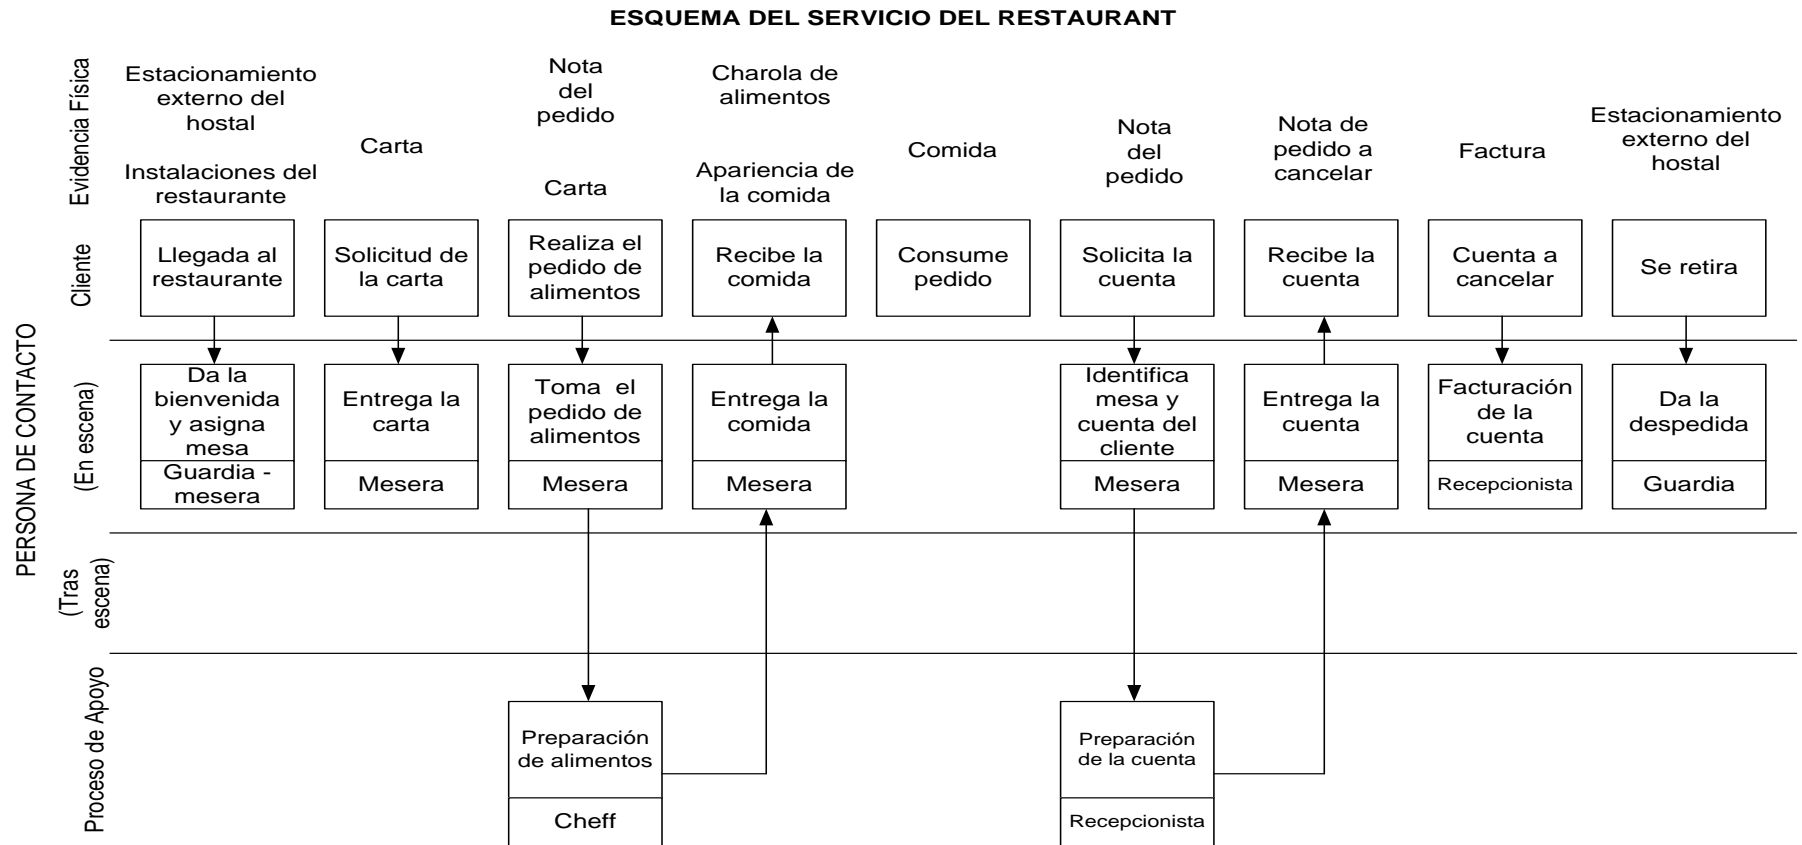 ESQUEMA DEL SERVICIO DEL RESTAURANT
Evidencia Física
Estacionamiento
externo del
hostal
Instalaciones del
restaurante
Carta
Nota
del
pedido
Carta
Charola de
alimentos
Apariencia de
la comida
Comida
Nota
del
pedido
Nota de
pedido a
cancelar
Factura
Estacionamiento
externo del
hostal
Cliente
Llegada al
restaurante
Solicitud de
la carta
Realiza el
pedido de
alimentos
Recibe la
comida
Consume
pedido
Solicita la
cuenta
Recibe la
cuenta
Cuenta a
cancelar
Se retira
PERSONA DE CONTACTO
(En escena)
Da la
bienvenida
y asigna
mesa
Guardia -
mesera
Entrega la
carta
Mesera
Toma el
pedido de
alimentos
Mesera
Entrega la
comida
Mesera
Identifica
mesa y
cuenta del
cliente
Mesera
Entrega la
cuenta
Mesera
Facturación
de la
cuenta
Recepcionista
Da la
despedida
Guardia
(Tras
escena)
Proceso de Apoyo
Preparación
de alimentos
Cheff
Preparación
de la cuenta
Recepcionista